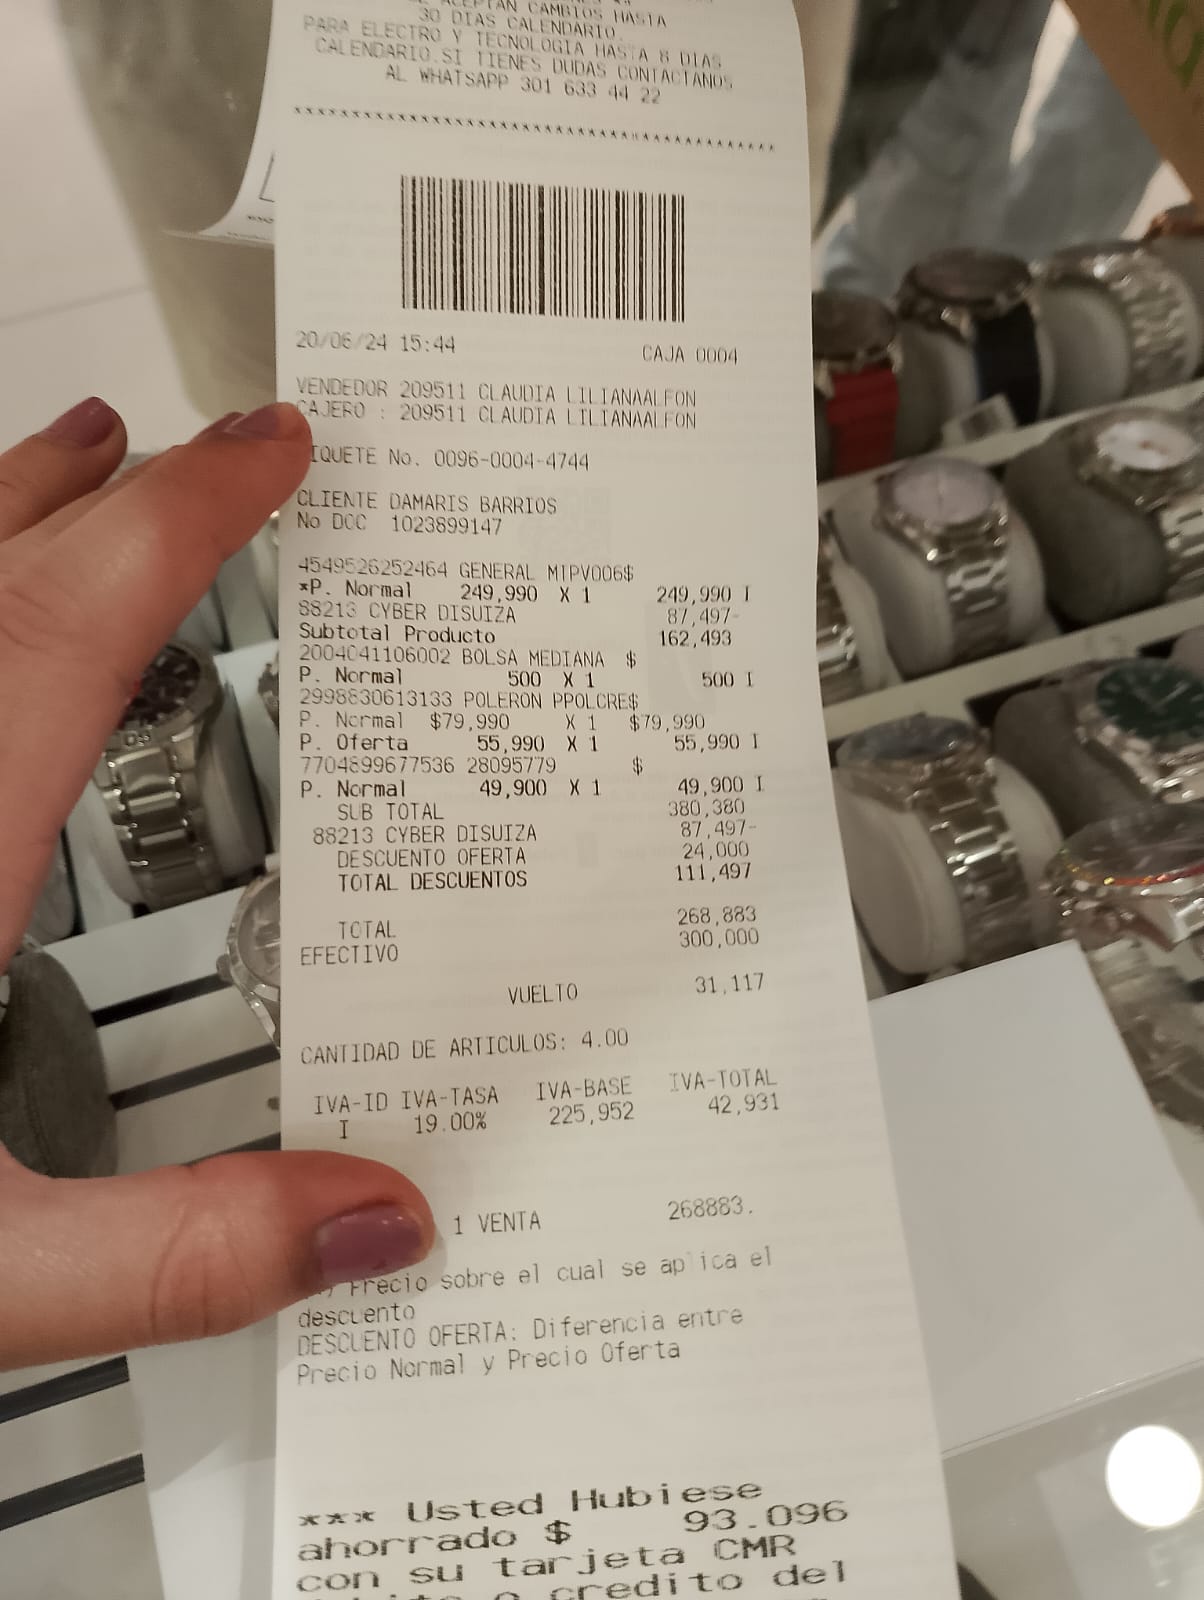 ACEPTAN CAMBIOS HASTA
30 DIAS CALENDARIO.
PARA ELECTRO Y TECNOLOGIA HASTA 8 DIAS
CALENDARIO.SI TIENES DUDAS CONTACTANOS
AL WHATSAPP 301 633 44 22
20/06/24 15:44 CAJA 0004
VENDEDOR 209511 CLAUDIA LILIANAALFON
CAJERO : 209511 CLAUDIA LILIANAALFON
IQUETE No. 0096-0004-4744
CLIENTE DAMARIS BARRIOS
No DOC 1023899147
4549526252464 GENERAL MTPV006$
*P. Normal 249,990 X 1 249,990 I
88213 CYBER DISUIZA 87,497-
Subtotal Producto 162,493
2004041106002 BOLSA MEDIANA $
P. Normal 500 X 1 500 I
2998830613133 POLERON PPOLCRE$
P. Normal $79,990 X 1 $79,990
P. Oferta 55,990 X 1 55,990 I
7704899677536 28095779 $
P. Normal 49,900 X 1 49,900 I
SUB TOTAL 380,380
88213 CYBER DISUIZA 87,497-
DESCUENTO OFERTA 24,000
TOTAL DESCUENTOS 111,497
TOTAL 268,883
EFECTIVO 300,000
VUELTO 31,117
CANTIDAD DE ARTICULOS: 4.00
IVA-ID IVA-TASA IVA-BASE IVA-TOTAL
I 19.00% 225,952 42,931
1 VENTA 268883.
Precio sobre el cual se aplica el
descuento
DESCUENTO OFERTA: Diferencia entre
Precio Normal y Precio Oferta
*** Usted Hubiese
ahorrado $ 93.096
con su tarjeta CMR
o credito del